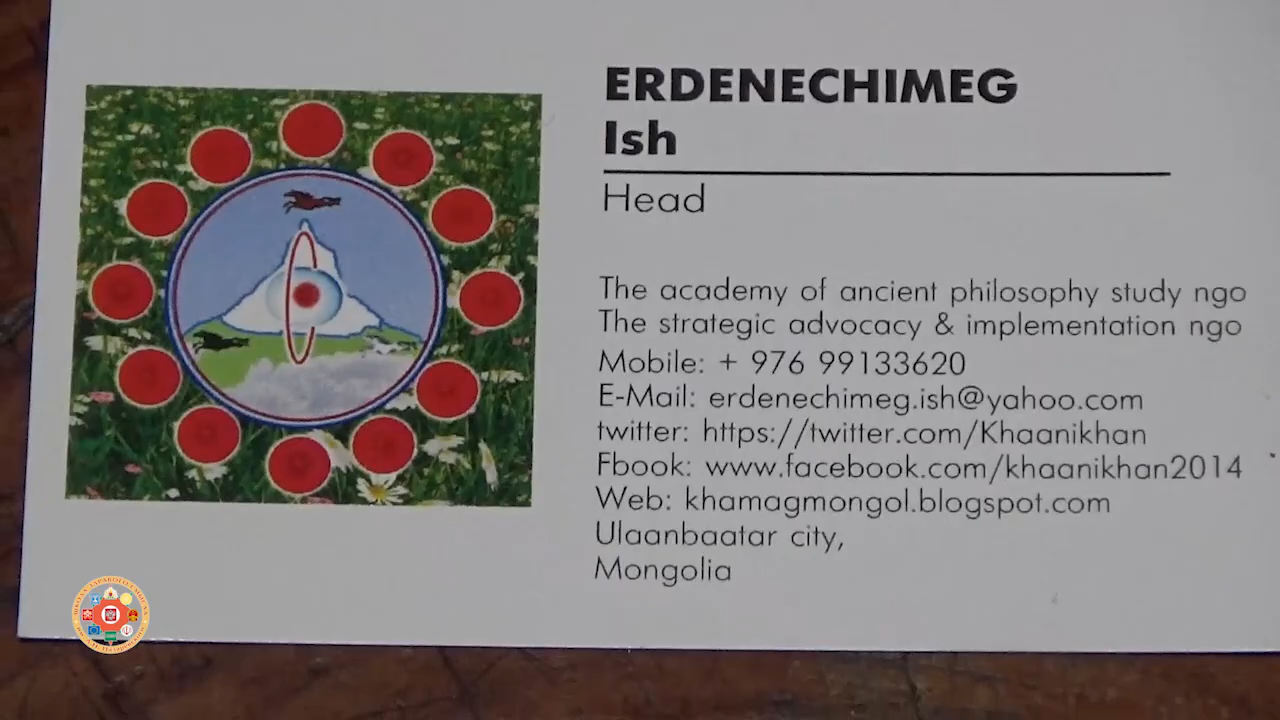 ERDENECHIMEG
Ish
Head
The academy of ancient philosophy study ngo
The strategic advocacy & implementation ngo
Mobile: + 976 99133620
E-Mail: erdenechimeg.ish@yahoo.com
twitter: https://twitter.com/Khaanikhan
Fbook: www.facebook.com/khaanikhan2014
Web: khamagmongol.blogspot.com
Ulaanbaatar city,
Mongolia